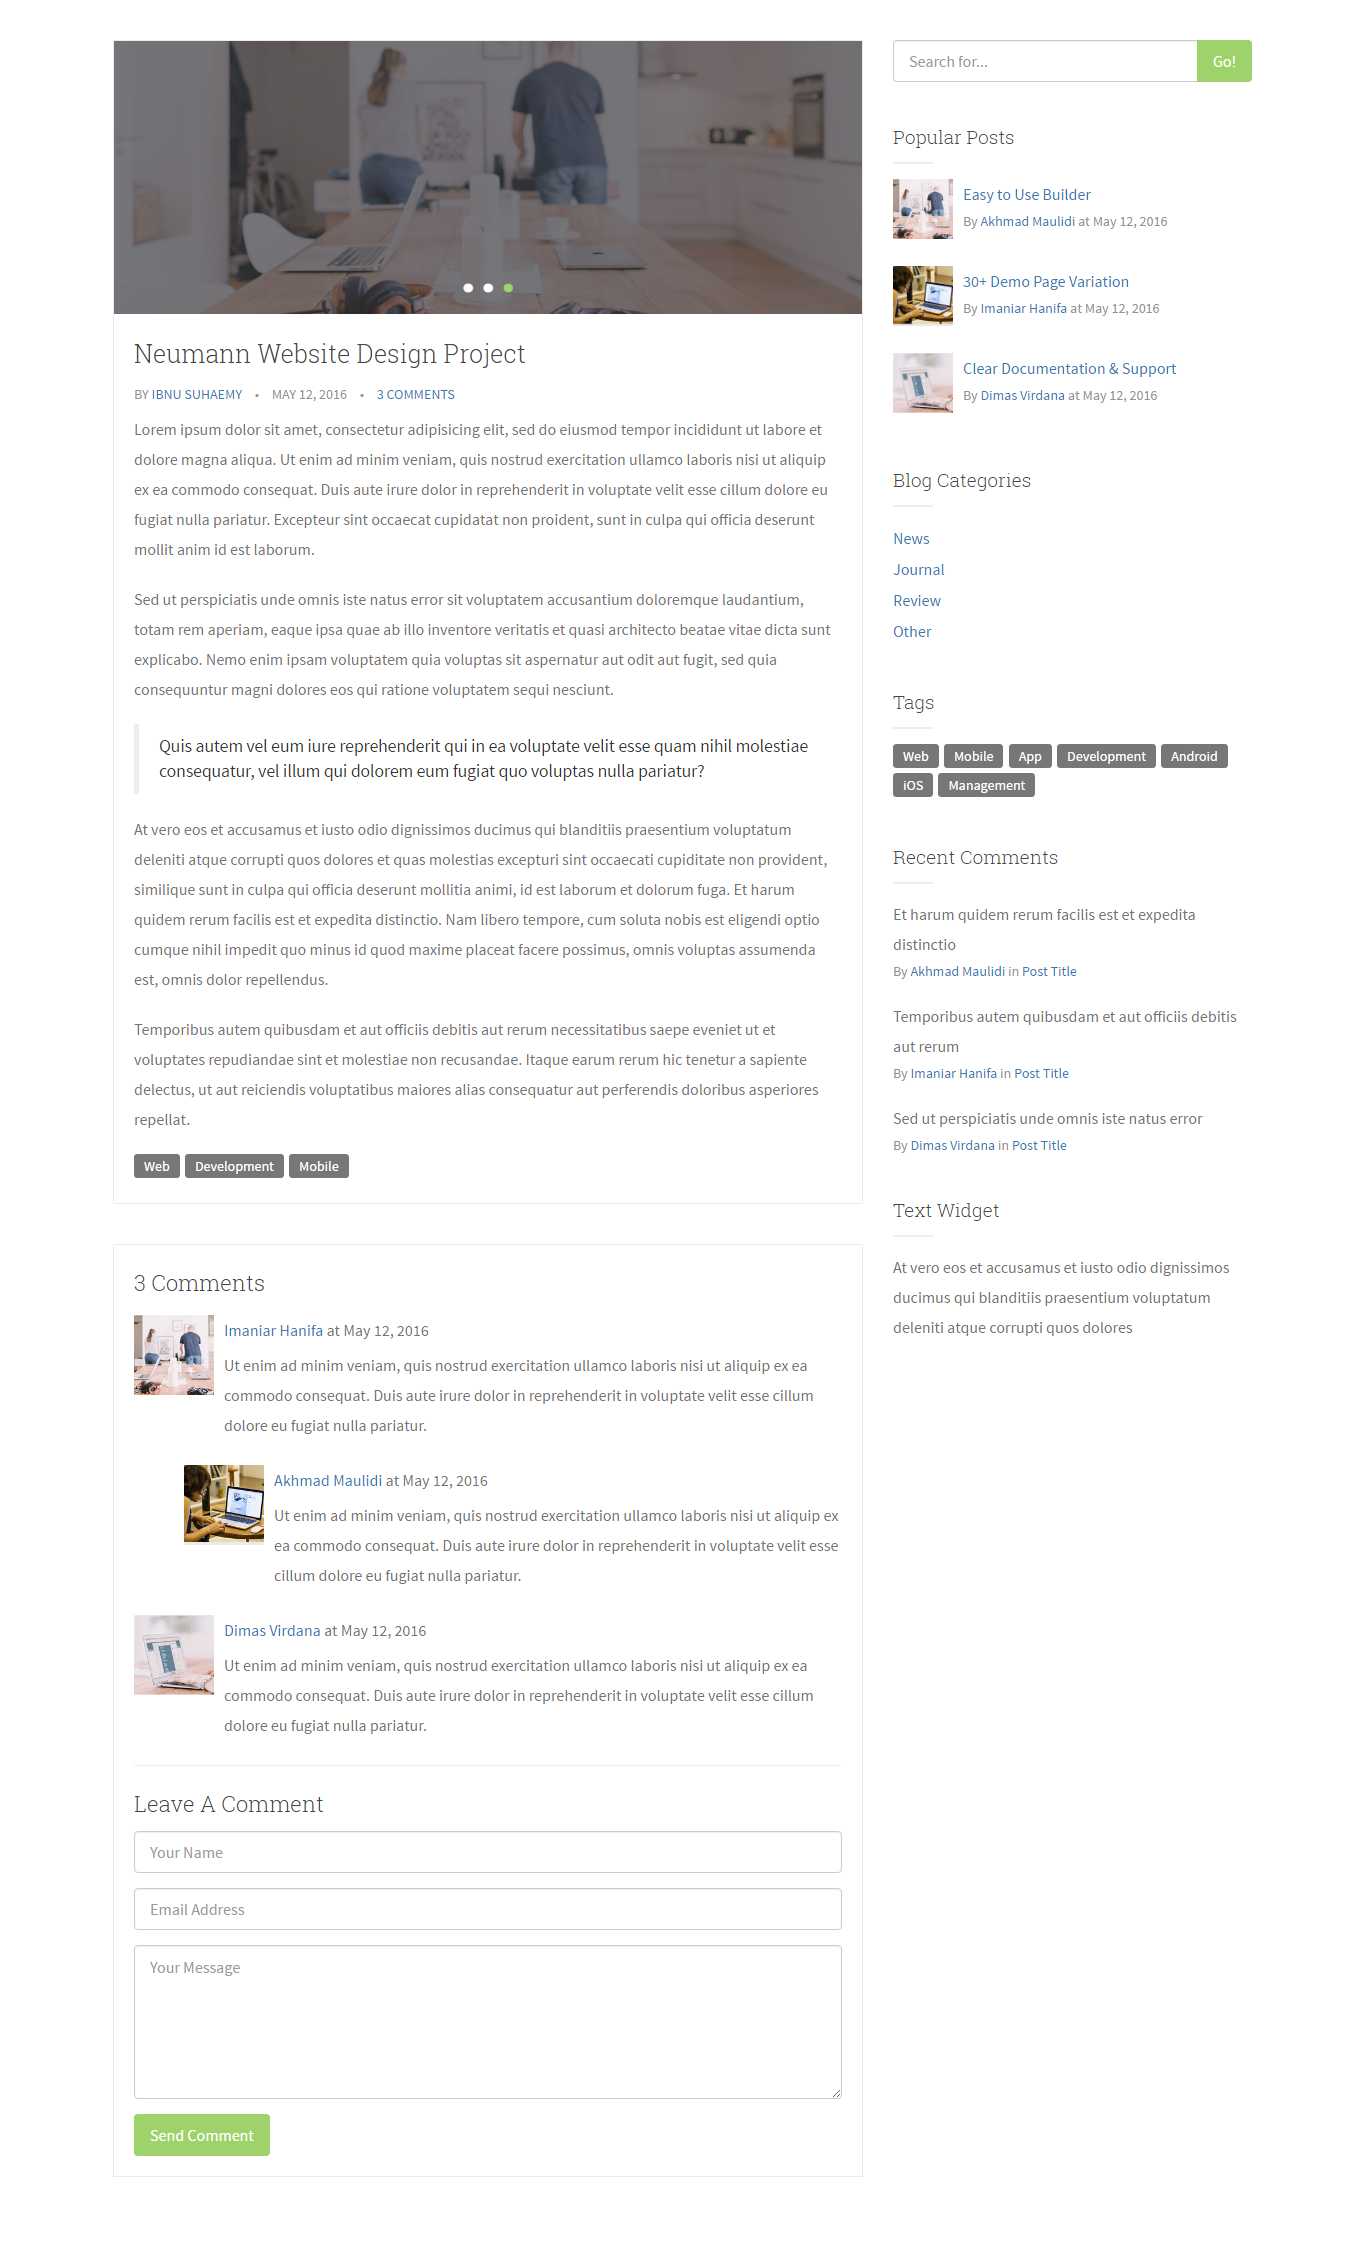 Neumann Website Design Project
BY IBNU SUHAEMY • MAY 12, 2016 • 3 COMMENTS
Lorem ipsum dolor sit amet, consectetur adipisicing elit, sed do eiusmod tempor incididunt ut labore et
dolore magna aliqua. Ut enim ad minim veniam, quis nostrud exercitation ullamco laboris nisi ut aliquip
ex ea commodo consequat. Duis aute irure dolor in reprehenderit in voluptate velit esse cillum dolore eu
fugiat nulla pariatur. Excepteur sint occaecat cupidatat non proident, sunt in culpa qui officia deserunt
mollit anim id est laborum.
Sed ut perspiciatis unde omnis iste natus error sit voluptatem accusantium doloremque laudantium,
totam rem aperiam, eaque ipsa quae ab illo inventore veritatis et quasi architecto beatae vitae dicta sunt
explicabo. Nemo enim ipsam voluptatem quia voluptas sit aspernatur aut odit aut fugit, sed quia
consequuntur magni dolores eos qui ratione voluptatem sequi nesciunt.
Quis autem vel eum iure reprehenderit qui in ea voluptate velit esse quam nihil molestiae
consequatur, vel illum qui dolorem eum fugiat quo voluptas nulla pariatur?
At vero eos et accusamus et iusto odio dignissimos ducimus qui blanditiis praesentium voluptatum
deleniti atque corrupti quos dolores et quas molestias excepturi sint occaecati cupiditate non provident,
similique sunt in culpa qui officia deserunt mollitia animi, id est laborum et dolorum fuga. Et harum
quidem rerum facilis est et expedita distinctio. Nam libero tempore, cum soluta nobis est eligendi optio
cumque nihil impedit quo minus id quod maxime placeat facere possimus, omnis voluptas assumenda
est, omnis dolor repellendus.
Temporibus autem quibusdam et aut officiis debitis aut rerum necessitatibus saepe eveniet ut et
voluptates repudiandae sint et molestiae non recusandae. Itaque earum rerum hic tenetur a sapiente
delectus, ut aut reiciendis voluptatibus maiores alias consequatur aut perferendis doloribus asperiores
repellat.
Web Development Mobile
3 Comments
Imaniar Hanifa at May 12, 2016
Ut enim ad minim veniam, quis nostrud exercitation ullamco laboris nisi ut aliquip ex ea
commodo consequat. Duis aute irure dolor in reprehenderit in voluptate velit esse cillum
dolore eu fugiat nulla pariatur.
Akhmad Maulidi at May 12, 2016
Ut enim ad minim veniam, quis nostrud exercitation ullamco laboris nisi ut aliquip ex
ea commodo consequat. Duis aute irure dolor in reprehenderit in voluptate velit esse
cillum dolore eu fugiat nulla pariatur.
Dimas Virdana at May 12, 2016
Ut enim ad minim veniam, quis nostrud exercitation ullamco laboris nisi ut aliquip ex ea
commodo consequat. Duis aute irure dolor in reprehenderit in voluptate velit esse cillum
dolore eu fugiat nulla pariatur.
Leave A Comment
Your Name
Email Address
Your Message
Send Comment
Search for... Go!
Popular Posts
Easy to Use Builder
By Akhmad Maulidi at May 12, 2016
30+ Demo Page Variation
By Imaniar Hanifa at May 12, 2016
Clear Documentation & Support
By Dimas Virdana at May 12, 2016
Blog Categories
News
Journal
Review
Other
Tags
Web Mobile App Development Android
iOS Management
Recent Comments
Et harum quidem rerum facilis est et expedita
distinctio
By Akhmad Maulidi in Post Title
Temporibus autem quibusdam et aut officiis debitis
aut rerum
By Imaniar Hanifa in Post Title
Sed ut perspiciatis unde omnis iste natus error
By Dimas Virdana in Post Title
Text Widget
At vero eos et accusamus et iusto odio dignissimos
ducimus qui blanditiis praesentium voluptatum
deleniti atque corrupti quos dolores